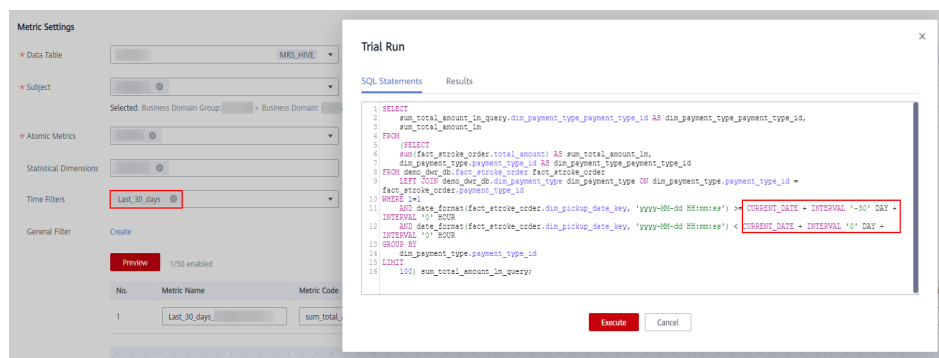 Metric Settings
* Data Table
MRS_HIVE
* Subject
Selected: Business Domain Group: > Business Domain:
* Atomic Metrics
Statistical Dimensions
Time Filters
Last_30_days
General Filter
Create
Preview
1/50 enabled
No. Metric Name Metric Code
1 Last_30_days_ sum_total_
Trial Run
SQL Statements Results
1 SELECT
2 sum_total_amount_lm_query.dim_payment_type_payment_type_id AS dim_payment_type_payment_type_id,
3 sum_total_amount_lm
4 FROM
5 (SELECT
6 sum(fact_stroke_order.total_amount) AS sum_total_amount_lm,
7 dim_payment_type.payment_type_id AS dim_payment_type_payment_type_id
8 FROM demo_dwr_db.fact_stroke_order fact_stroke_order
9 LEFT JOIN demo_dwr_db.dim_payment_type dim_payment_type ON dim_payment_type.payment_type_id =
fact_stroke_order.payment_type_id
10 WHERE 1=1
11 AND date_format(fact_stroke_order.dim_pickup_date_key, 'yyyy-MM-dd HH:mm:ss') >= CURRENT_DATE + INTERVAL '-30' DAY +
INTERVAL '0' HOUR
12 AND date_format(fact_stroke_order.dim_pickup_date_key, 'yyyy-MM-dd HH:mm:ss') < CURRENT_DATE + INTERVAL '0' DAY +
INTERVAL '0' HOUR
13 GROUP BY
14 dim_payment_type.payment_type_id
15 LIMIT
16 100) sum_total_amount_lm_query;
Execute Cancel